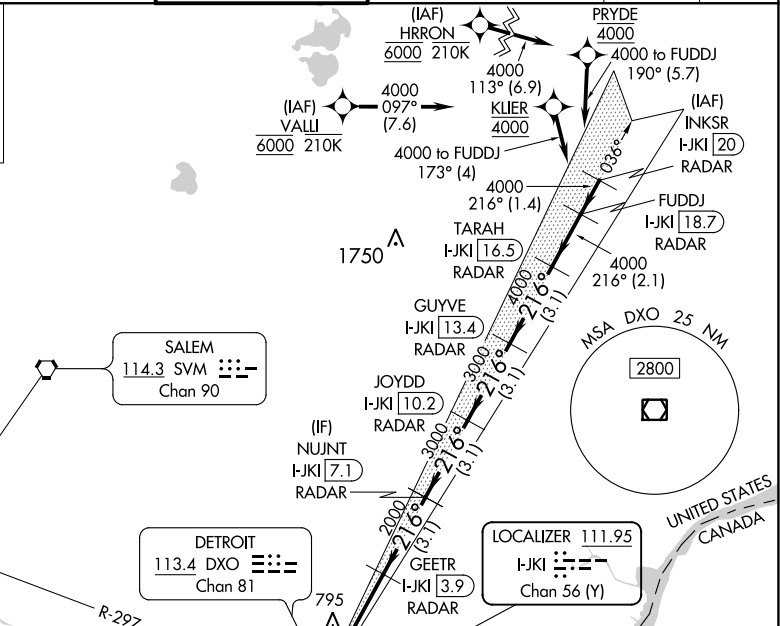 (IAF)
HRRON
6000 210K
4000
113° (6.9)
PRYDE
4000
4000 to FUDDJ
190° (5.7)
(IAF)
VALLI
6000 210K
4000
097°
(7.6)
KLIER
4000
4000 to FUDDJ
173° (4)
(IAF)
INKSR
I-JKI 20
RADAR
036°
4000
216° (1.4)
FUDDJ
I-JKI 18.7
RADAR
4000
216° (2.1)
TARAH
I-JKI 16.5
RADAR
1750
4000
216°
(3.1)
GUYVE
I-JKI 13.4
RADAR
3000
216°
(3.1)
MSA DXO 25 NM
2800
SALEM
114.3 SVM
Chan 90
JOYDD
I-JKI 10.2
RADAR
3000
216°
(3.1)
(IF)
NUJNT
I-JKI 7.1
RADAR
2000
216°
(3.1)
UNITED STATES
CANADA
DETROIT
113.4 DXO
Chan 81
GEETR
I-JKI 3.9
RADAR
LOCALIZER 111.95
I-JKI
Chan 56 (Y)
R-297
795